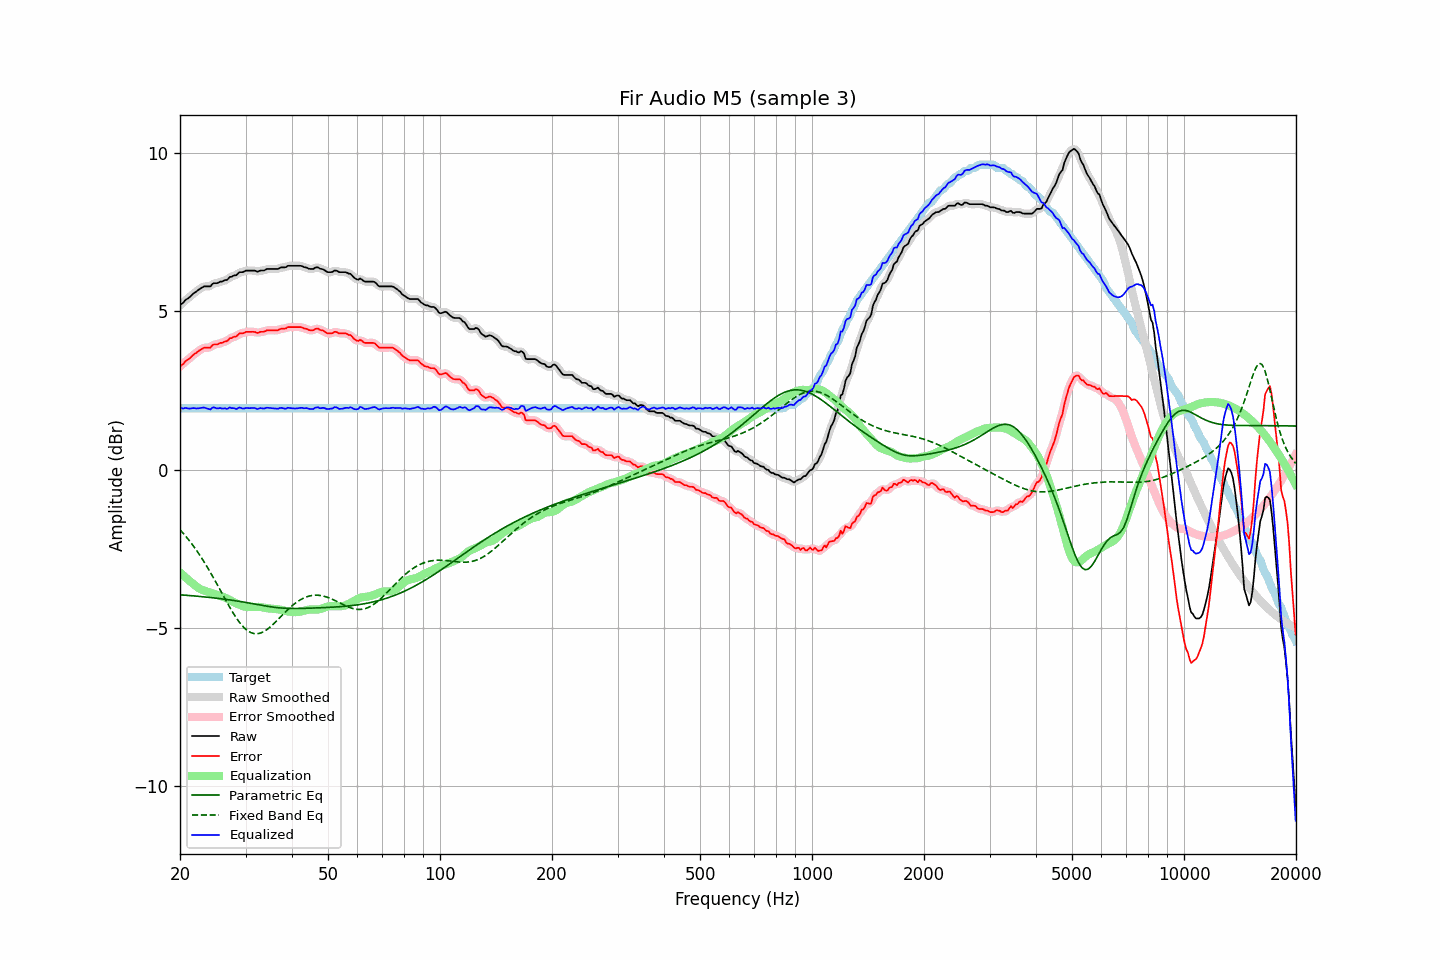 Fir Audio M5 (sample 3)
Amplitude (dBr)
10
5
0
−5
−10
Target
Raw Smoothed
Error Smoothed
Raw
Error
Equalization
Parametric Eq
Fixed Band Eq
Equalized
20 50 100 200 500 1000 2000 5000 10000 20000
Frequency (Hz)